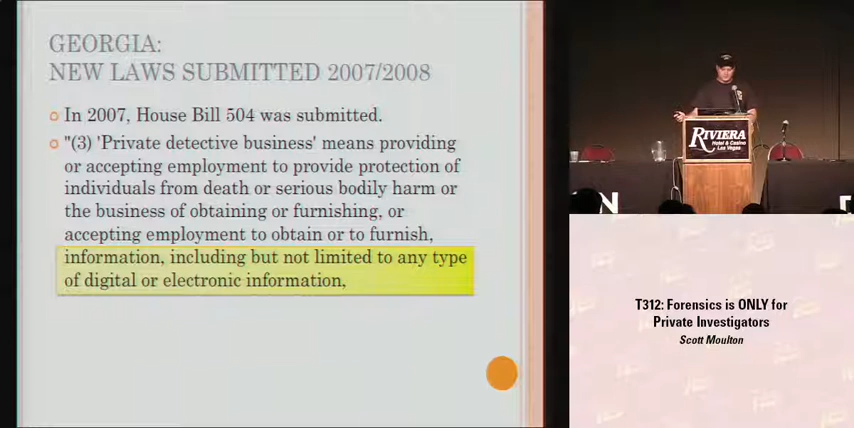 GEORGIA:
NEW LAWS SUBMITTED 2007/2008
In 2007, House Bill 504 was submitted.
"(3) 'Private detective business' means providing
or accepting employment to provide protection of
individuals from death or serious bodily harm or
the business of obtaining or furnishing, or
accepting employment to obtain or to furnish,
information, including but not limited to any type
of digital or electronic information,
RIVIERA
Hotel & Casino
Las Vegas
T312: Forensics is ONLY for
Private Investigators
Scott Moulton